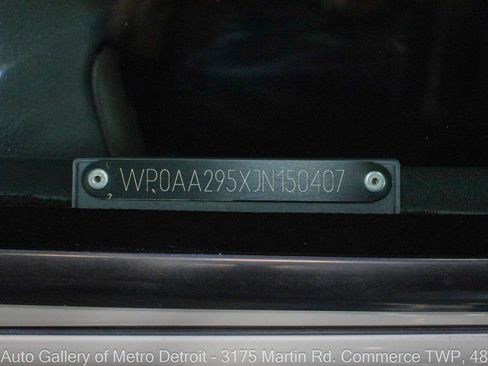 WP0AA295XJN150407
Auto Gallery of Metro Detroit - 3175 Martin Rd. Commerce TWP, 48